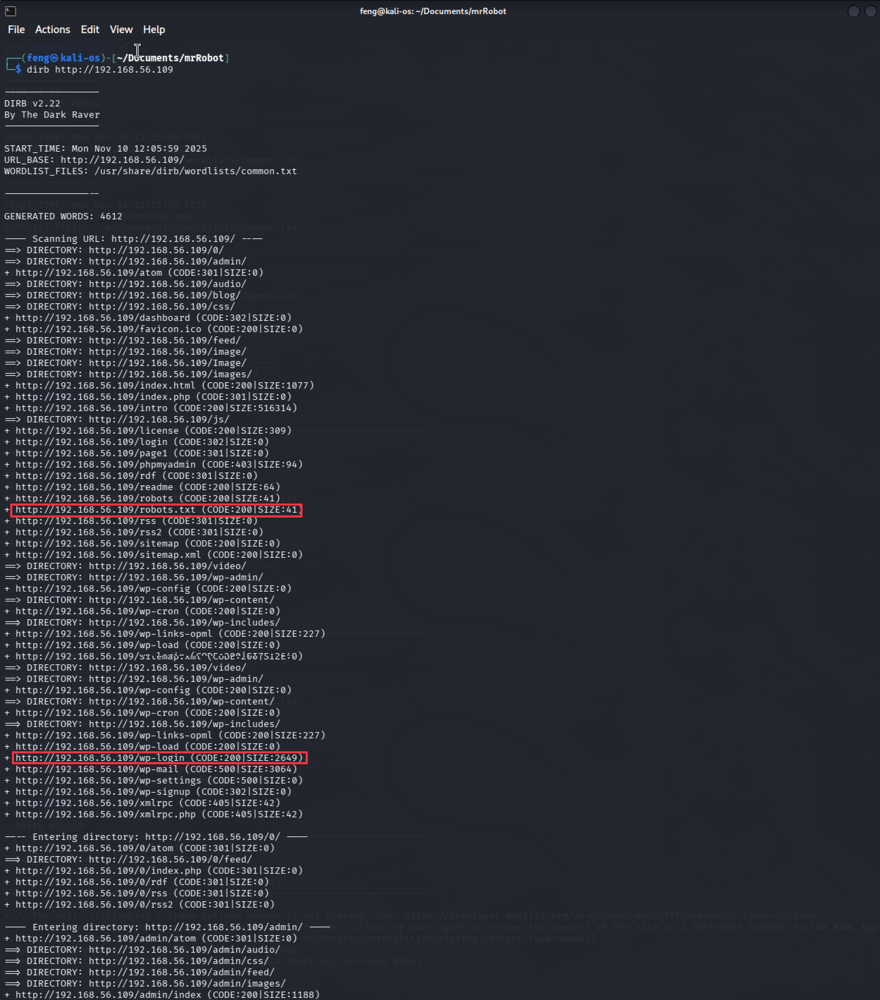 feng@kali-os: ~/Documents/mrRobot
File Actions Edit View Help
┌──(feng㉿kali-os)-[~/Documents/mrRobot]
└─$ dirb http://192.168.56.109
-----------------
DIRB v2.22
By The Dark Raver
-----------------
START_TIME: Mon Nov 10 12:05:59 2025
URL_BASE: http://192.168.56.109/
WORDLIST_FILES: /usr/share/dirb/wordlists/common.txt
-----------------
GENERATED WORDS: 4612
---- Scanning URL: http://192.168.56.109/ ----
==> DIRECTORY: http://192.168.56.109/0/
==> DIRECTORY: http://192.168.56.109/admin/
+ http://192.168.56.109/atom (CODE:301|SIZE:0)
==> DIRECTORY: http://192.168.56.109/audio/
==> DIRECTORY: http://192.168.56.109/blog/
==> DIRECTORY: http://192.168.56.109/css/
+ http://192.168.56.109/dashboard (CODE:302|SIZE:0)
+ http://192.168.56.109/favicon.ico (CODE:200|SIZE:0)
==> DIRECTORY: http://192.168.56.109/feed/
==> DIRECTORY: http://192.168.56.109/image/
==> DIRECTORY: http://192.168.56.109/Image/
==> DIRECTORY: http://192.168.56.109/images/
+ http://192.168.56.109/index.html (CODE:200|SIZE:1077)
+ http://192.168.56.109/index.php (CODE:301|SIZE:0)
+ http://192.168.56.109/intro (CODE:200|SIZE:516314)
==> DIRECTORY: http://192.168.56.109/js/
+ http://192.168.56.109/license (CODE:200|SIZE:309)
+ http://192.168.56.109/login (CODE:302|SIZE:0)
+ http://192.168.56.109/page1 (CODE:301|SIZE:0)
+ http://192.168.56.109/phpmyadmin (CODE:403|SIZE:94)
+ http://192.168.56.109/rdf (CODE:301|SIZE:0)
+ http://192.168.56.109/readme (CODE:200|SIZE:64)
+ http://192.168.56.109/robots (CODE:200|SIZE:41)
+ http://192.168.56.109/robots.txt (CODE:200|SIZE:41)
+ http://192.168.56.109/rss (CODE:301|SIZE:0)
+ http://192.168.56.109/rss2 (CODE:301|SIZE:0)
+ http://192.168.56.109/sitemap (CODE:200|SIZE:0)
+ http://192.168.56.109/sitemap.xml (CODE:200|SIZE:0)
==> DIRECTORY: http://192.168.56.109/video/
==> DIRECTORY: http://192.168.56.109/wp-admin/
+ http://192.168.56.109/wp-config (CODE:200|SIZE:0)
==> DIRECTORY: http://192.168.56.109/wp-content/
+ http://192.168.56.109/wp-cron (CODE:200|SIZE:0)
==> DIRECTORY: http://192.168.56.109/wp-includes/
+ http://192.168.56.109/wp-links-opml (CODE:200|SIZE:227)
+ http://192.168.56.109/wp-load (CODE:200|SIZE:0)
+ http://192.168.56.109/
==> DIRECTORY: http://192.168.56.109/video/
==> DIRECTORY: http://192.168.56.109/wp-admin/
+ http://192.168.56.109/wp-config (CODE:200|SIZE:0)
==> DIRECTORY: http://192.168.56.109/wp-content/
+ http://192.168.56.109/wp-cron (CODE:200|SIZE:0)
==> DIRECTORY: http://192.168.56.109/wp-includes/
+ http://192.168.56.109/wp-links-opml (CODE:200|SIZE:227)
+ http://192.168.56.109/wp-load (CODE:200|SIZE:0)
+ http://192.168.56.109/wp-login (CODE:200|SIZE:2649)
+ http://192.168.56.109/wp-mail (CODE:500|SIZE:3064)
+ http://192.168.56.109/wp-settings (CODE:500|SIZE:0)
+ http://192.168.56.109/wp-signup (CODE:302|SIZE:0)
+ http://192.168.56.109/xmlrpc (CODE:405|SIZE:42)
+ http://192.168.56.109/xmlrpc.php (CODE:405|SIZE:42)
---- Entering directory: http://192.168.56.109/0/ ----
+ http://192.168.56.109/0/atom (CODE:301|SIZE:0)
==> DIRECTORY: http://192.168.56.109/0/feed/
+ http://192.168.56.109/0/index.php (CODE:301|SIZE:0)
+ http://192.168.56.109/0/rdf (CODE:301|SIZE:0)
+ http://192.168.56.109/0/rss (CODE:301|SIZE:0)
+ http://192.168.56.109/0/rss2 (CODE:301|SIZE:0)
---- Entering directory: http://192.168.56.109/admin/ ----
+ http://192.168.56.109/admin/atom (CODE:301|SIZE:0)
==> DIRECTORY: http://192.168.56.109/admin/audio/
==> DIRECTORY: http://192.168.56.109/admin/css/
==> DIRECTORY: http://192.168.56.109/admin/feed/
==> DIRECTORY: http://192.168.56.109/admin/images/
+ http://192.168.56.109/admin/index (CODE:200|SIZE:1188)